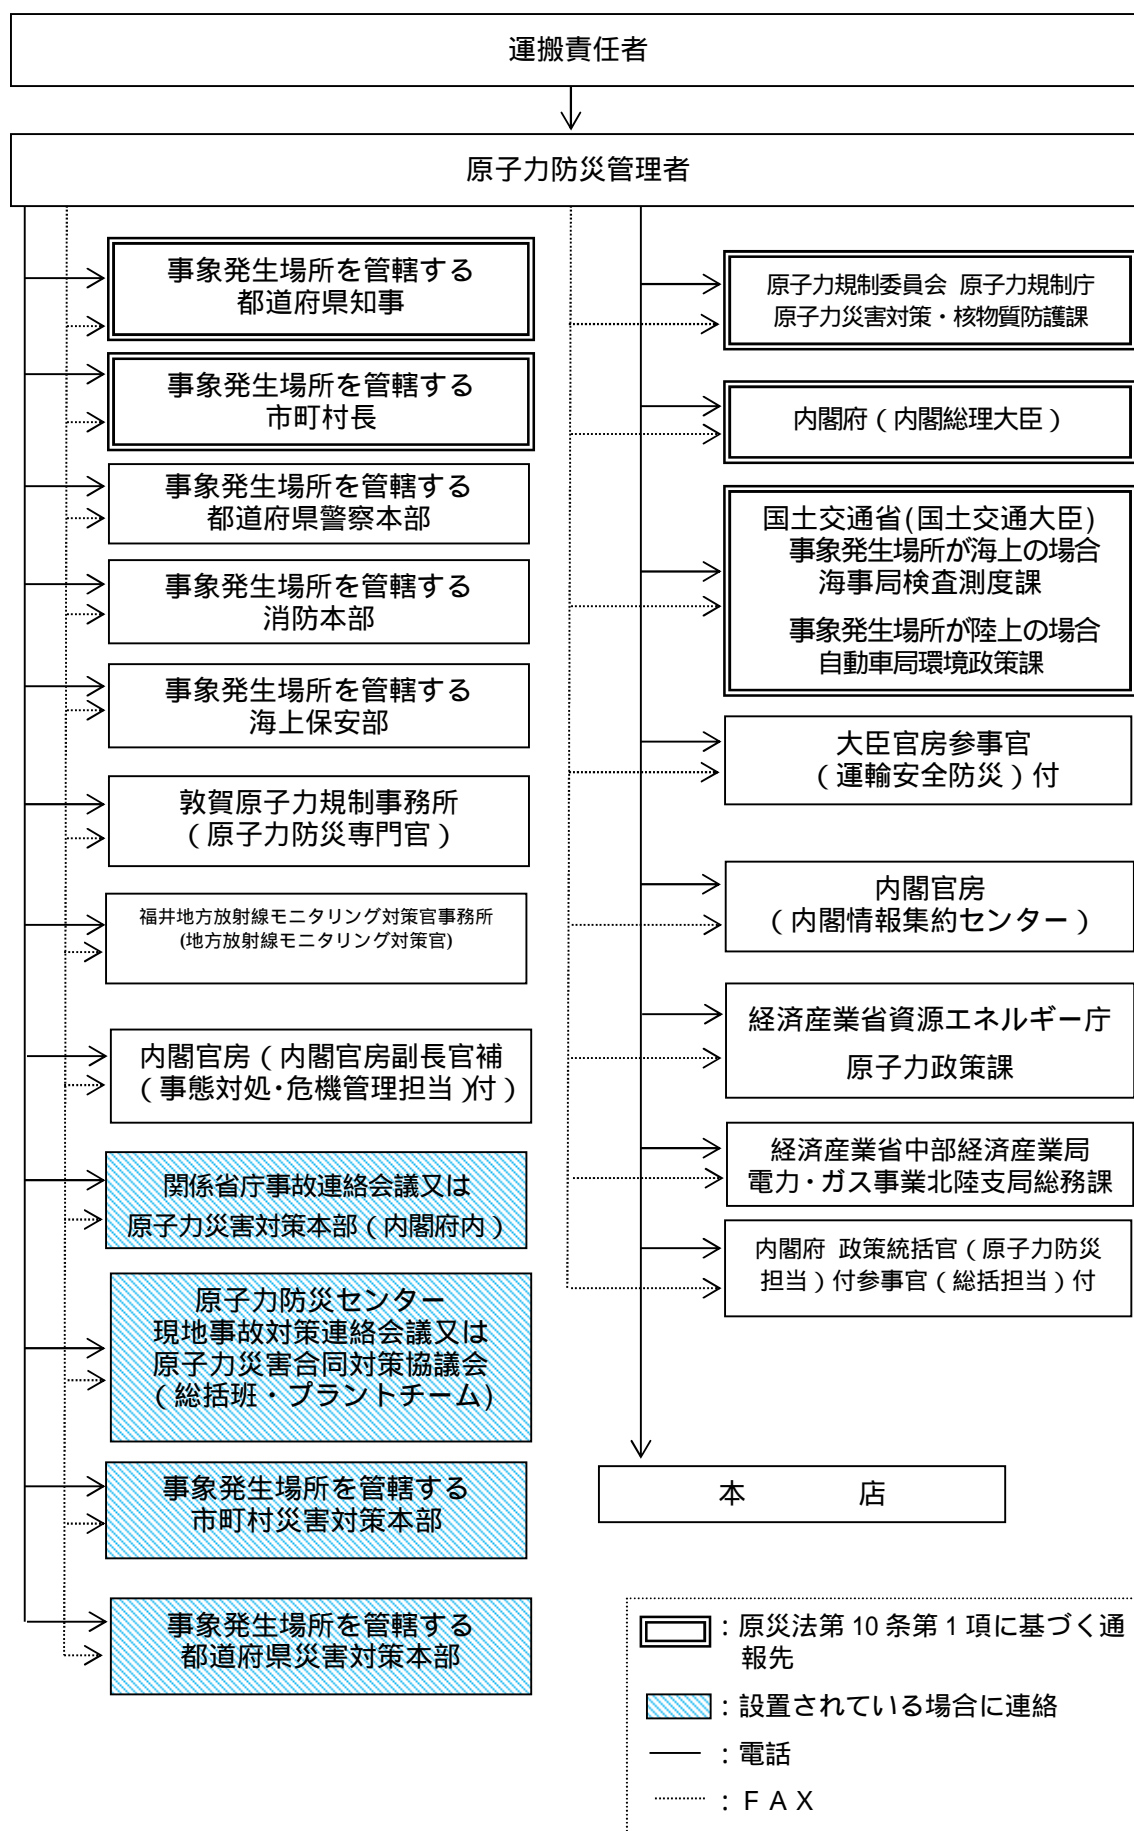 運搬責任者
原子力防災管理者
事象発生場所を管轄する
都道府県知事
事象発生場所を管轄する
市町村長
事象発生場所を管轄する
都道府県警察本部
事象発生場所を管轄する
消防本部
事象発生場所を管轄する
海上保安部
敦賀原子力規制事務所
(原子力防災専門官)
福井地方放射線モニタリング対策官事務所
(地方放射線モニタリング対策官)
内閣官房(内閣官房副長官補
(事態対処・危機管理担当)付)
関係省庁事故連絡会議又は
原子力災害対策本部(内閣府内)
原子力防災センター
現地事故対策連絡会議又は
原子力災害合同対策協議会
(総括班・プラントチーム)
事象発生場所を管轄する
市町村災害対策本部
事象発生場所を管轄する
都道府県災害対策本部
原子力規制委員会 原子力規制庁
原子力災害対策・核物質防護課
内閣府(内閣総理大臣)
国土交通省(国土交通大臣)
事象発生場所が海上の場合
海事局検査測度課
事象発生場所が陸上の場合
自動車局環境政策課
大臣官房参事官
(運輸安全防災)付
内閣官房
(内閣情報集約センター)
経済産業省資源エネルギー庁
原子力政策課
経済産業省中部経済産業局
電力・ガス事業北陸支局総務課
内閣府 政策統括官(原子力防災
担当)付参事官(総括担当)付
本 店
:原災法第10条第1項に基づく通
報先
:設置されている場合に連絡
:電話
:FAX